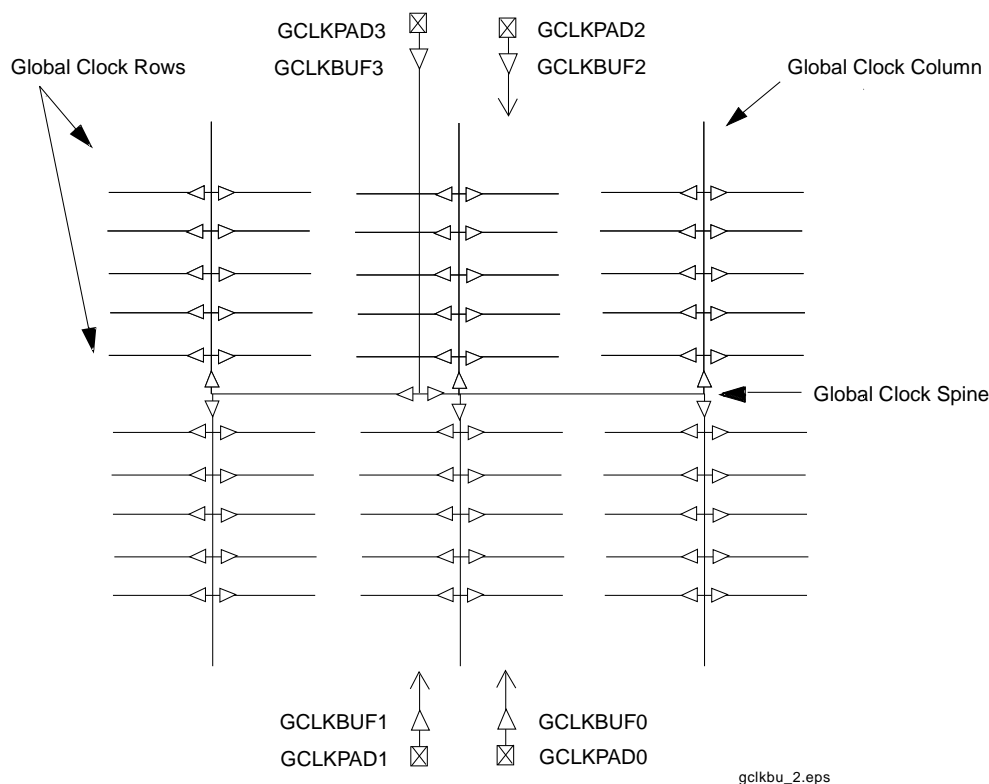 GCLKPAD3
GCLKPAD2
GCLKBUF3
GCLKBUF2
Global Clock Rows
Global Clock Column
Global Clock Spine
GCLKBUF1
GCLKBUF0
GCLKPAD1
GCLKPAD0
gclkbu_2.eps